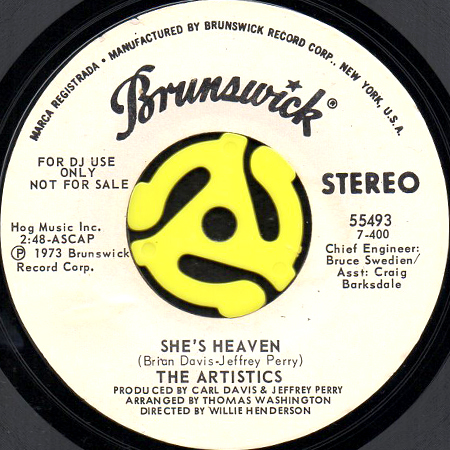 MARCA REGISTRADA • MANUFACTURED BY BRUNSWICK RECORD CORP., NEW YORK, U.S.A.
Brunswick®
FOR DJ USE
ONLY
NOT FOR SALE
STEREO
Hog Music Inc.
2:48-ASCAP
℗ 1973 Brunswick
Record Corp.
55493
7-400
Chief Engineer:
Bruce Swedien/
Asst: Craig
Barksdale
SHE'S HEAVEN
(Brian Davis-Jeffrey Perry)
THE ARTISTICS
PRODUCED BY CARL DAVIS & JEFFREY PERRY
ARRANGED BY THOMAS WASHINGTON
DIRECTED BY WILLIE HENDERSON